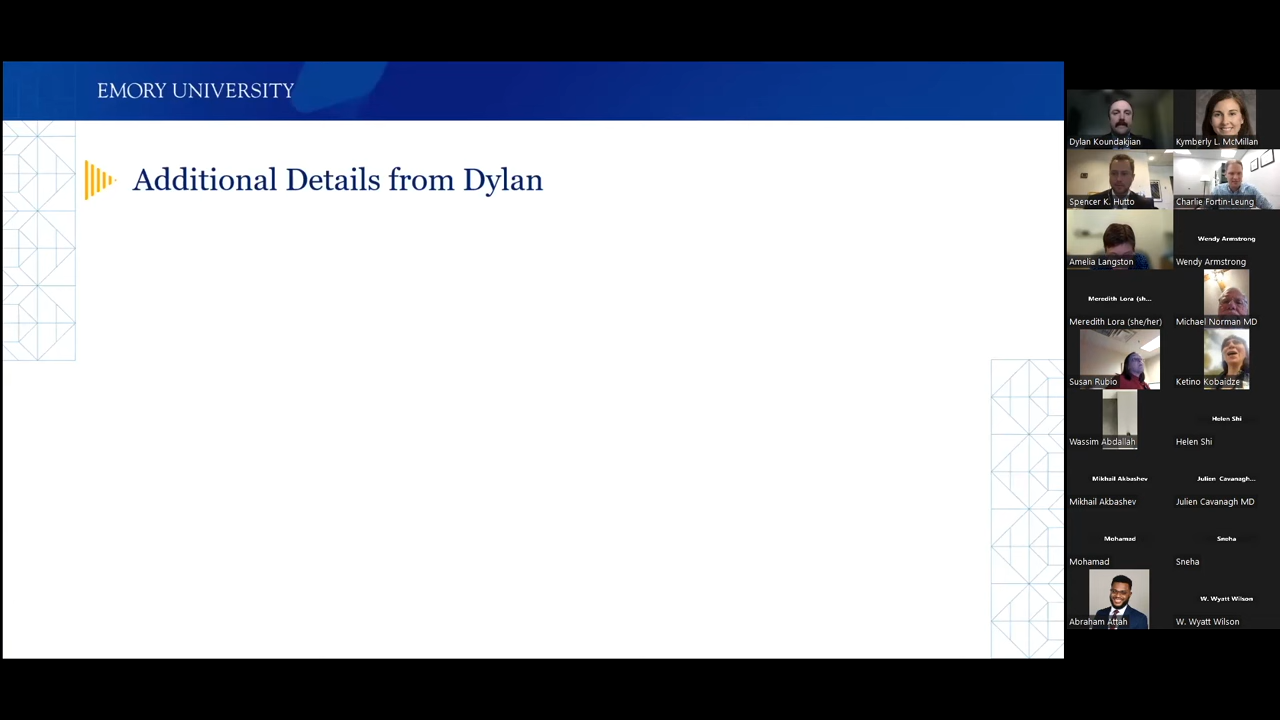 EMORY UNIVERSITY
Additional Details from Dylan
Dylan Koundakjian
Kymberly L. McMillan
Spencer K. Hutto
Charlie Fortin-Leung
Amelia Langston
Wendy Armstrong
Wendy Armstrong
Meredith Lora (sh...
Meredith Lora (she/her)
Michael Norman MD
Susan Rubio
Ketino Kobaidze
Wassim Abdallah
Helen Shi
Helen Shi
Mikhail Akbashev
Mikhail Akbashev
Julien Cavanagh...
Julien Cavanagh MD
Mohamad
Mohamad
Sneha
Sneha
Abraham Attah
W. Wyatt Wilson
W. Wyatt Wilson